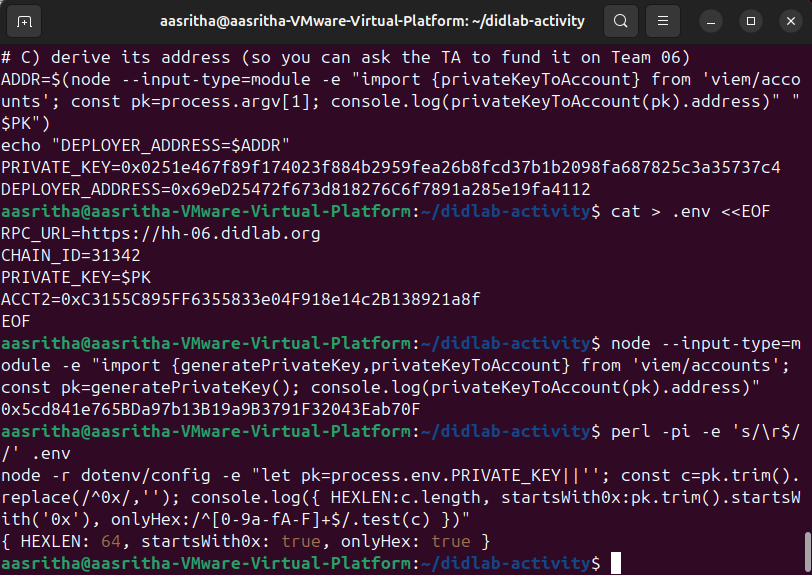 aasritha@aasritha-VMware-Virtual-Platform: ~/didlab-activity
# C) derive its address (so you can ask the TA to fund it on Team 06)
ADDR=$(node --input-type=module -e "import {privateKeyToAccount} from 'viem/acco
unts'; const pk=process.argv[1]; console.log(privateKeyToAccount(pk).address)" "
$PK")
echo "DEPLOYER_ADDRESS=$ADDR"
PRIVATE_KEY=0x0251e467f89f174023f884b2959fea26b8fcd37b1b2098fa687825c3a35737c4
DEPLOYER_ADDRESS=0x69eD25472f673d818276C6f7891a285e19fa4112
aasritha@aasritha-VMware-Virtual-Platform:~/didlab-activity$ cat > .env <<EOF
RPC_URL=https://hh-06.didlab.org
CHAIN_ID=31342
PRIVATE_KEY=$PK
ACCT2=0xC3155C895FF6355833e04F918e14c2B138921a8f
EOF
aasritha@aasritha-VMware-Virtual-Platform:~/didlab-activity$ node --input-type=m
odule -e "import {generatePrivateKey,privateKeyToAccount} from 'viem/accounts';
const pk=generatePrivateKey(); console.log(privateKeyToAccount(pk).address)"
0x5cd841e765BDa97b13B19a9B3791F32043Eab70F
aasritha@aasritha-VMware-Virtual-Platform:~/didlab-activity$ perl -pi -e 's/\r$/
/' .env
node -r dotenv/config -e "let pk=process.env.PRIVATE_KEY||''; const c=pk.trim().
replace(/^0x/,''); console.log({ HEXLEN:c.length, startsWith0x:pk.trim().startsW
ith('0x'), onlyHex:/^[0-9a-fA-F]+$/.test(c) })"
{ HEXLEN: 64, startsWith0x: true, onlyHex: true }
aasritha@aasritha-VMware-Virtual-Platform:~/didlab-activity$